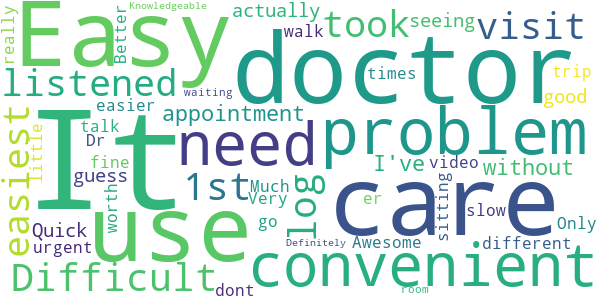 Knowledgeable
Easy
doctor
took
visit
really
Better
actually
walk
seeing
listened
times
trip
waiting
easier
appointment
good
easiest
It
need
problem
talk
Dr
little
fine
guess
1st
I've
video
without
log
care
use
worth
Much
Very
er
sitting
slow
Quick
urgent
go
Only
Definitely
Awesome
different
Difficult
dont
convenient
room